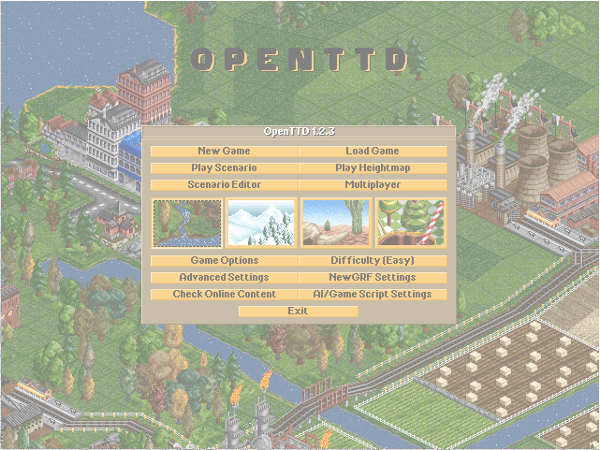 OPENTTD
OpenTTD 1.2.3
New Game Load Game
Play Scenario Play Heightmap
Scenario Editor Multiplayer
Game Options Difficulty (Easy)
Advanced Settings NewGRF Settings
Check Online Content AI/Game Script Settings
Exit